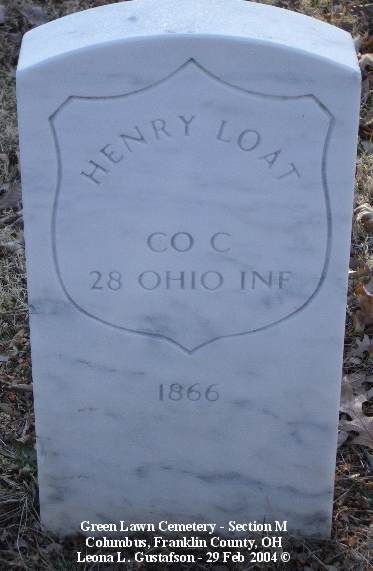 HENRY LOAT
CO C
28 OHIO INF
1866
Green Lawn Cemetery - Section M
Columbus, Franklin County, OH
Leona L. Gustafson - 29 Feb 2004 ©